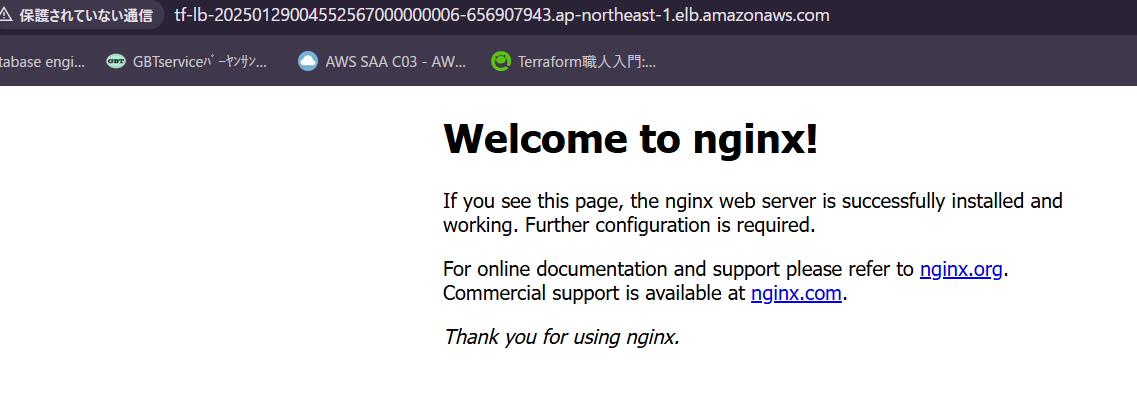 保護されていない通信 tf-lb-20250129004552567000000006-656907943.ap-northeast-1.elb.amazonaws.com
tabase engi... GBTserviceﾊﾞｰﾔﾝｻﾝ... AWS SAA C03 - AW... Terraform職人入門:...
Welcome to nginx!
If you see this page, the nginx web server is successfully installed and
working. Further configuration is required.
For online documentation and support please refer to nginx.org.
Commercial support is available at nginx.com.
Thank you for using nginx.